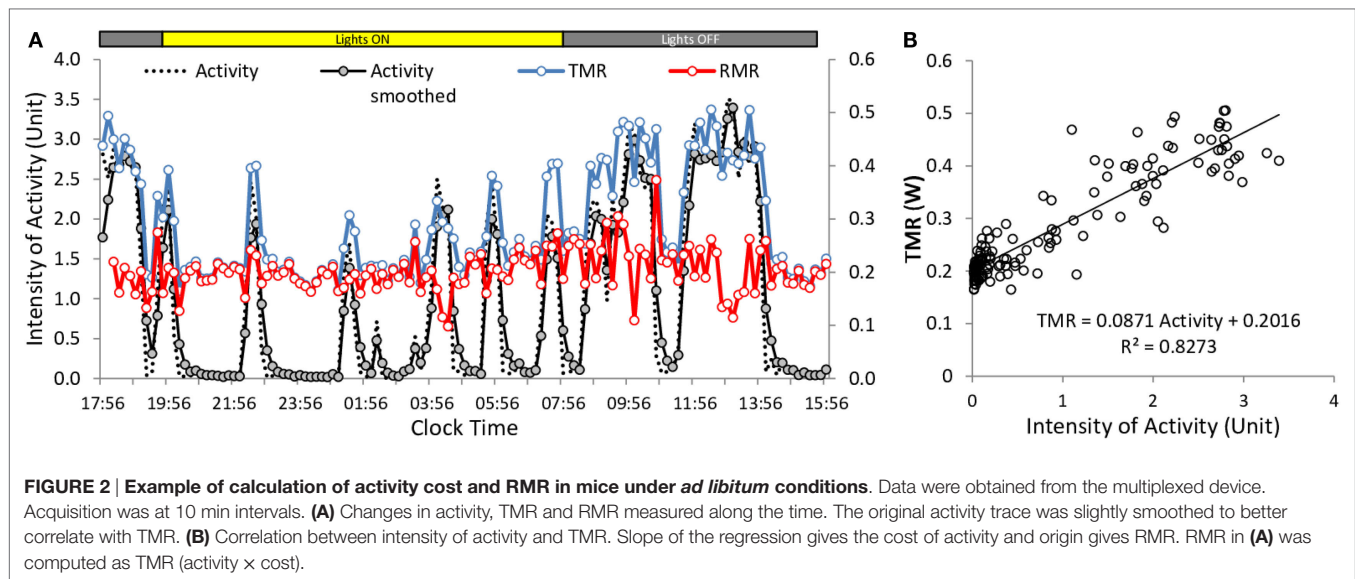 A
Lights ON
Lights OFF
Activity
Activity smoothed
TMR
RMR
Intensity of Activity (Unit)
4.0
3.5
3.0
2.5
2.0
1.5
1.0
0.5
0.0
0.6
0.5
0.4
0.3
0.2
0.1
0.0
17:56 19:56 21:56 23:56 01:56 03:56 05:56 07:56 09:56 11:56 13:56 15:56
Clock Time
B
TMR (W)
0.6
0.5
0.4
0.3
0.2
0.1
0
TMR = 0.0871 Activity + 0.2016
R² = 0.8273
0 1 2 3 4
Intensity of Activity (Unit)
FIGURE 2 | Example of calculation of activity cost and RMR in mice under ad libitum conditions. Data were obtained from the multiplexed device.
Acquisition was at 10 min intervals. (A) Changes in activity, TMR and RMR measured along the time. The original activity trace was slightly smoothed to better
correlate with TMR. (B) Correlation between intensity of activity and TMR. Slope of the regression gives the cost of activity and origin gives RMR. RMR in (A) was
computed as TMR (activity × cost).